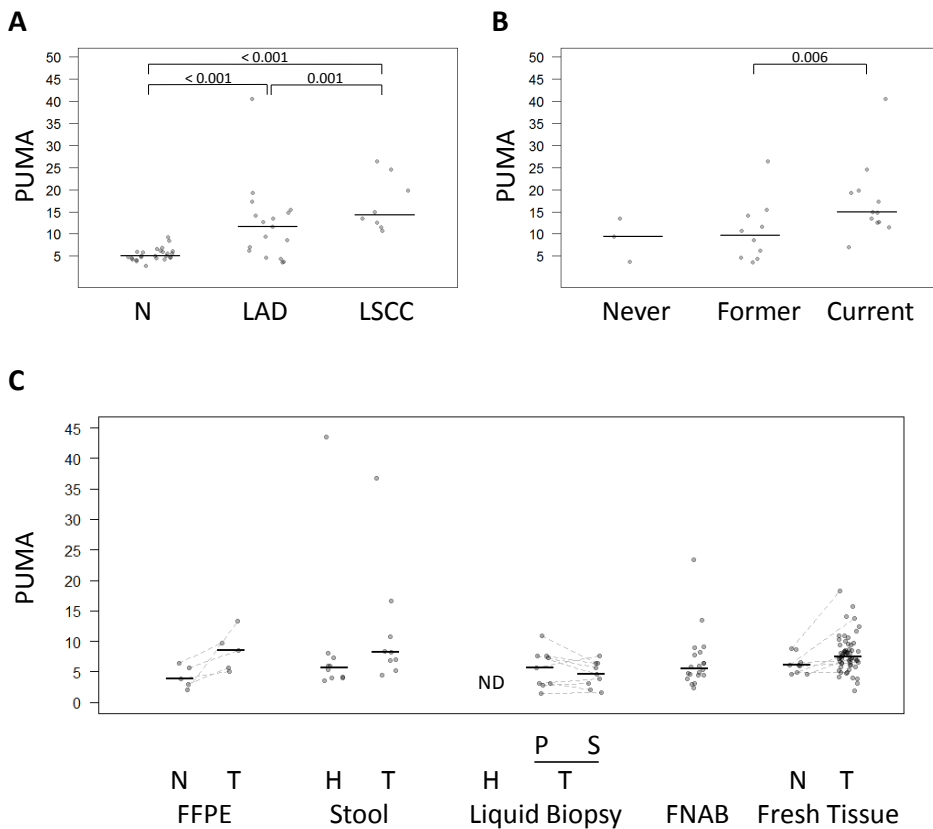 A
50
45
40
35
30
25
20
15
10
5
PUMA
< 0.001
< 0.001
0.001
N LAD LSCC
B
50
45
40
35
30
25
20
15
10
5
PUMA
0.006
Never Former Current
C
45
40
35
30
25
20
15
10
5
0
PUMA
ND
P S
N T H T H T N T
FFPE Stool Liquid Biopsy FNAB Fresh Tissue